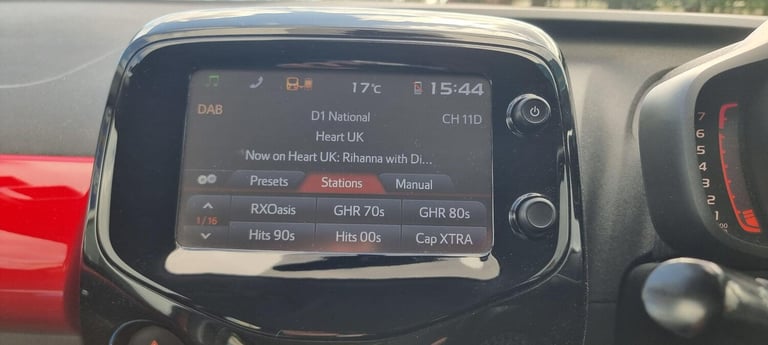 17°C
15:44
DAB
D1 National
CH 11D
Heart UK
Now on Heart UK: Rihanna with Di...
Presets
Stations
Manual
1/16
RXOasis
GHR 70s
GHR 80s
Hits 90s
Hits 00s
Cap XTRA
7
6
5
4
3
2
1